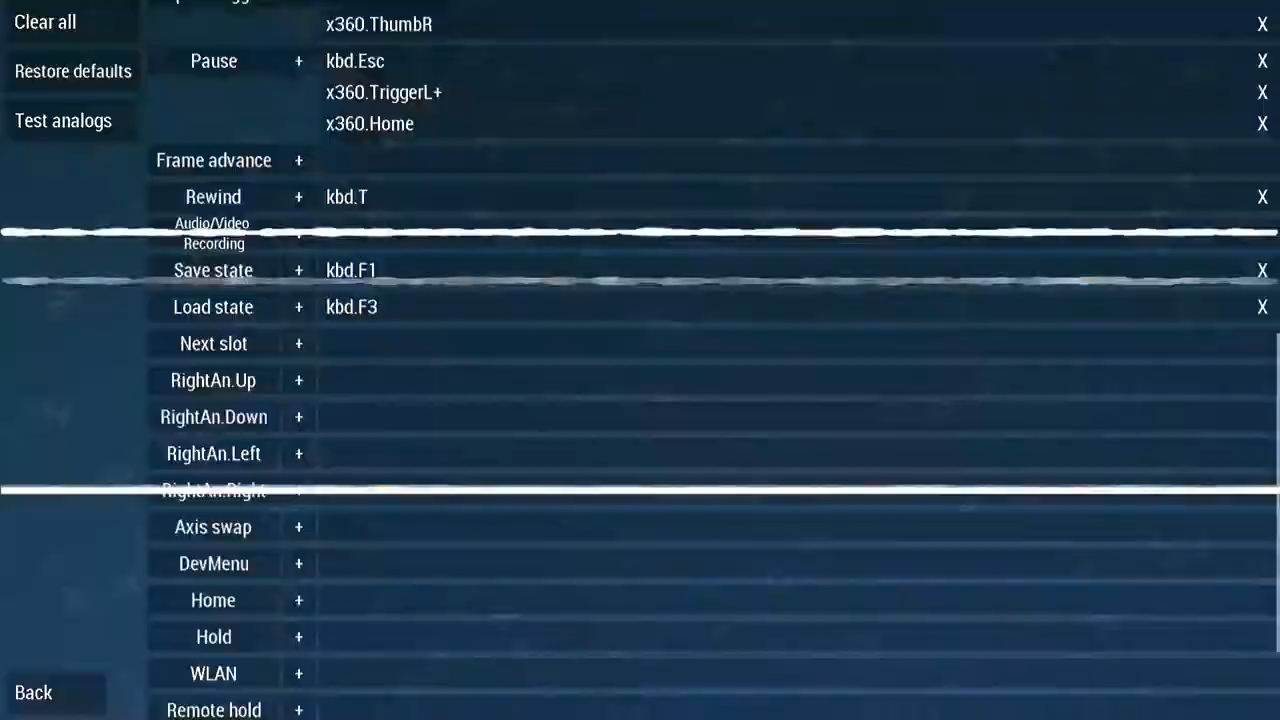 Clear all
Restore defaults
Test analogs
x360.ThumbR X
Pause + kbd.Esc X
x360.TriggerL+ X
x360.Home X
Frame advance +
Rewind + kbd.T X
Audio/Video
Recording
Save state + kbd.F1 X
Load state + kbd.F3 X
Next slot +
RightAn.Up +
RightAn.Down +
RightAn.Left +
RightAn.Right
Axis swap +
DevMenu +
Home +
Hold +
WLAN +
Remote hold +
Back